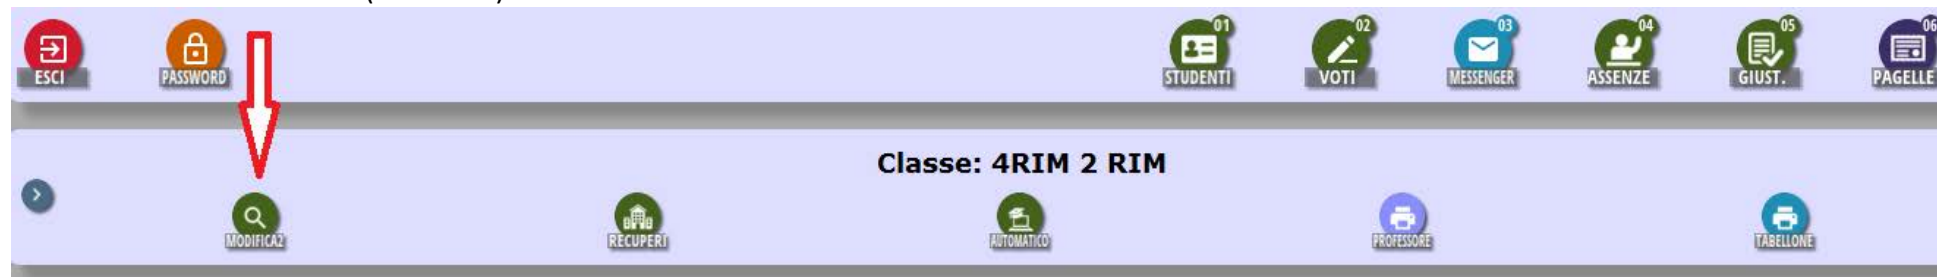 ESCI
PASSWORD
01
STUDENTI
02
VOTI
03
MESSENGER
04
ASSENZE
05
GIUST.
06
PAGELLE
Classe: 4RIM 2 RIM
MODIFICA2
RECUPERI
AUTOMATICO
PROFESSORE
TABELLONE